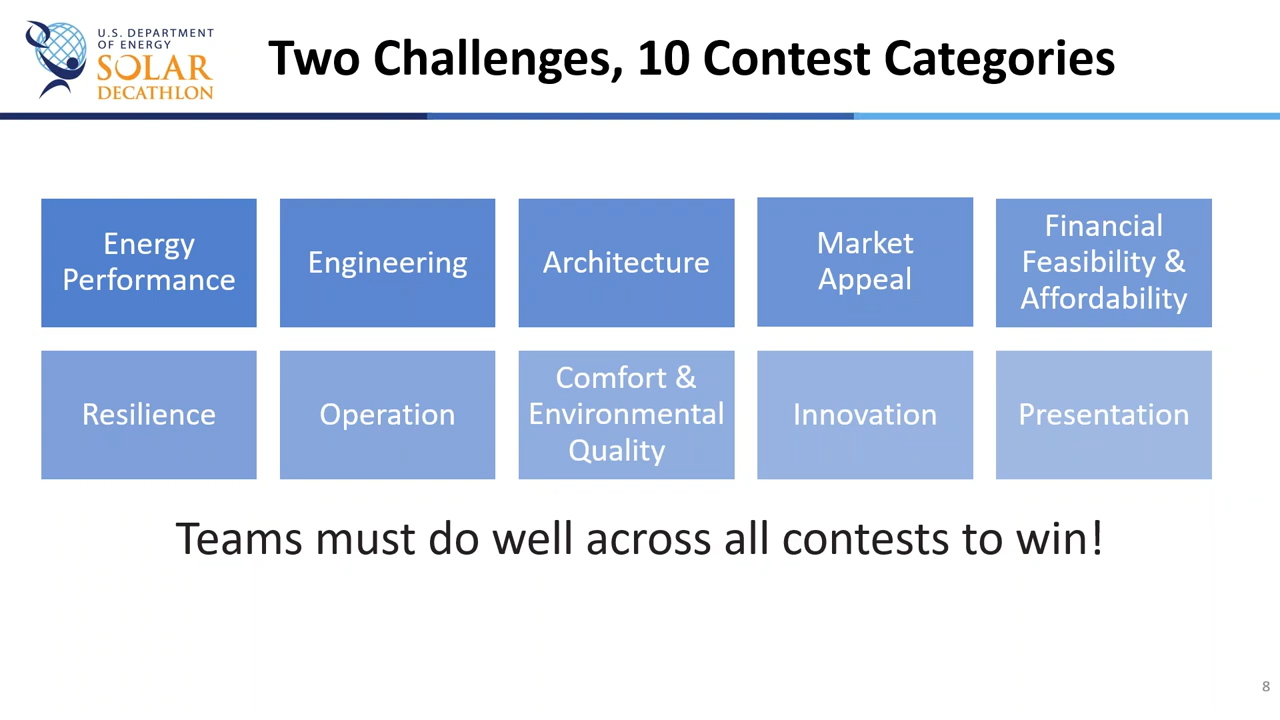 U.S. DEPARTMENT
OF ENERGY
SOLAR
DECATHLON
Two Challenges, 10 Contest Categories
Energy
Performance
Engineering
Architecture
Market
Appeal
Financial
Feasibility &
Affordability
Resilience
Operation
Comfort &
Environmental
Quality
Innovation
Presentation
Teams must do well across all contests to win!
8